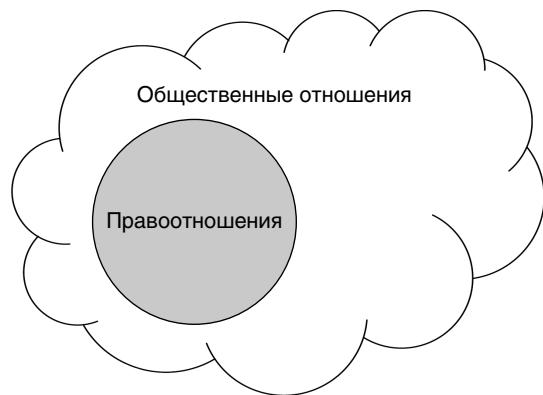 Общественные отношения
Правоотношения